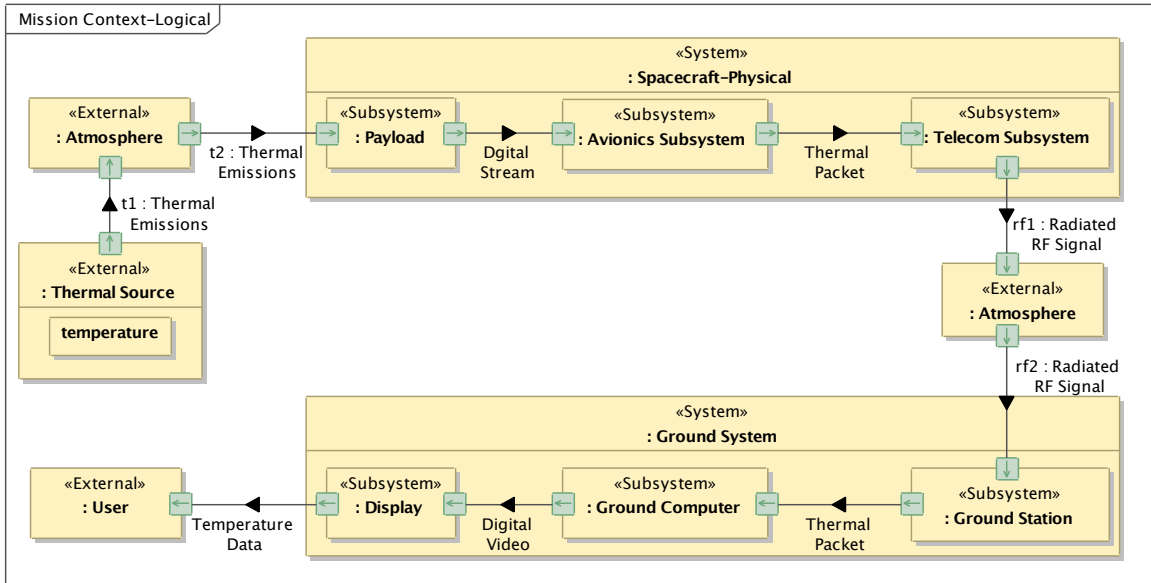 Mission Context-Logical
«System»
: Spacecraft-Physical
«External»
: Atmosphere
t2 : Thermal
Emissions
«Subsystem»
: Payload
Dgital
Stream
«Subsystem»
: Avionics Subsystem
Thermal
Packet
«Subsystem»
: Telecom Subsystem
t1 : Thermal
Emissions
rf1 : Radiated
RF Signal
«External»
: Thermal Source
temperature
«External»
: Atmosphere
rf2 : Radiated
RF Signal
«System»
: Ground System
«External»
: User
Temperature
Data
«Subsystem»
: Display
Digital
Video
«Subsystem»
: Ground Computer
Thermal
Packet
«Subsystem»
: Ground Station